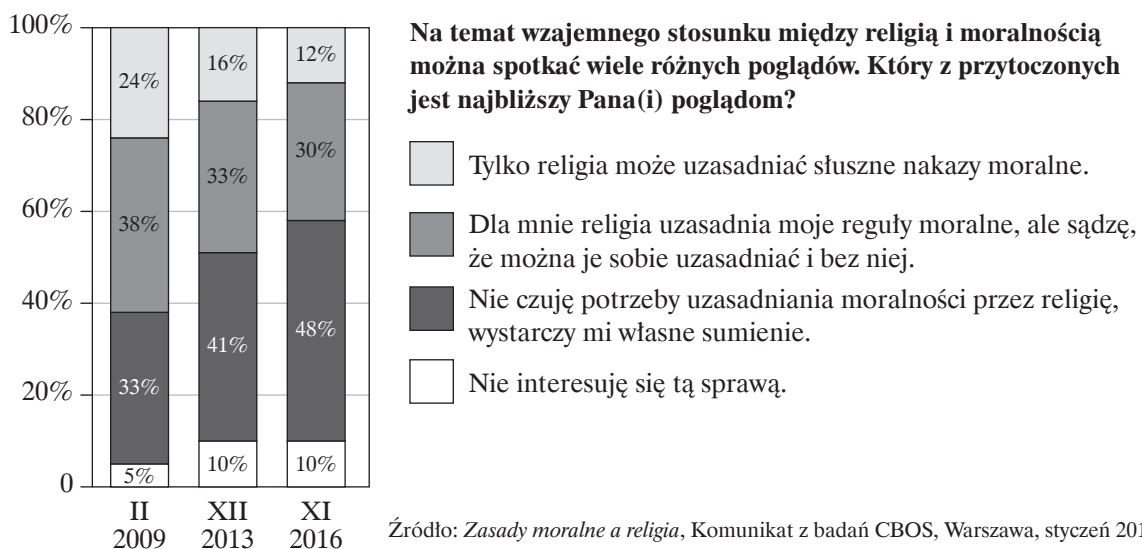 100%
80%
60%
40%
20%
0
24%
38%
33%
5%
16%
33%
41%
10%
12%
30%
48%
10%
II
2009
XII
2013
XI
2016
Na temat wzajemnego stosunku między religią i moralnością
można spotkać wiele różnych poglądów. Który z przytoczonych
jest najbliższy Pana(i) poglądom?
Tylko religia może uzasadniać słuszne nakazy moralne.
Dla mnie religia uzasadnia moje reguły moralne, ale sądzę,
że można je sobie uzasadniać i bez niej.
Nie czuję potrzeby uzasadniania moralności przez religię,
wystarczy mi własne sumienie.
Nie interesuję się tą sprawą.
Źródło: Zasady moralne a religia, Komunikat z badań CBOS, Warszawa, styczeń